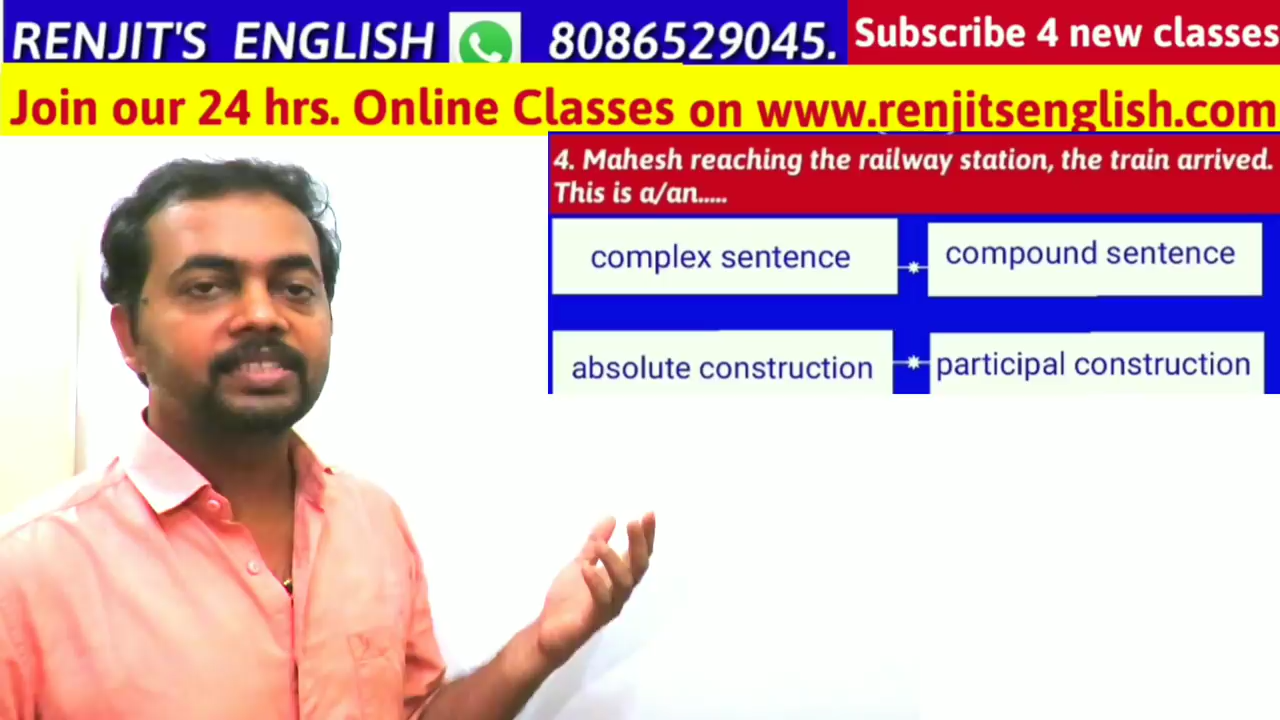 RENJIT'S ENGLISH 8086529045.
Subscribe 4 new classes
Join our 24 hrs. Online Classes on www.renjitsenglish.com
4. Mahesh reaching the railway station, the train arrived.
This is a/an.....
complex sentence
compound sentence
absolute construction
participal construction